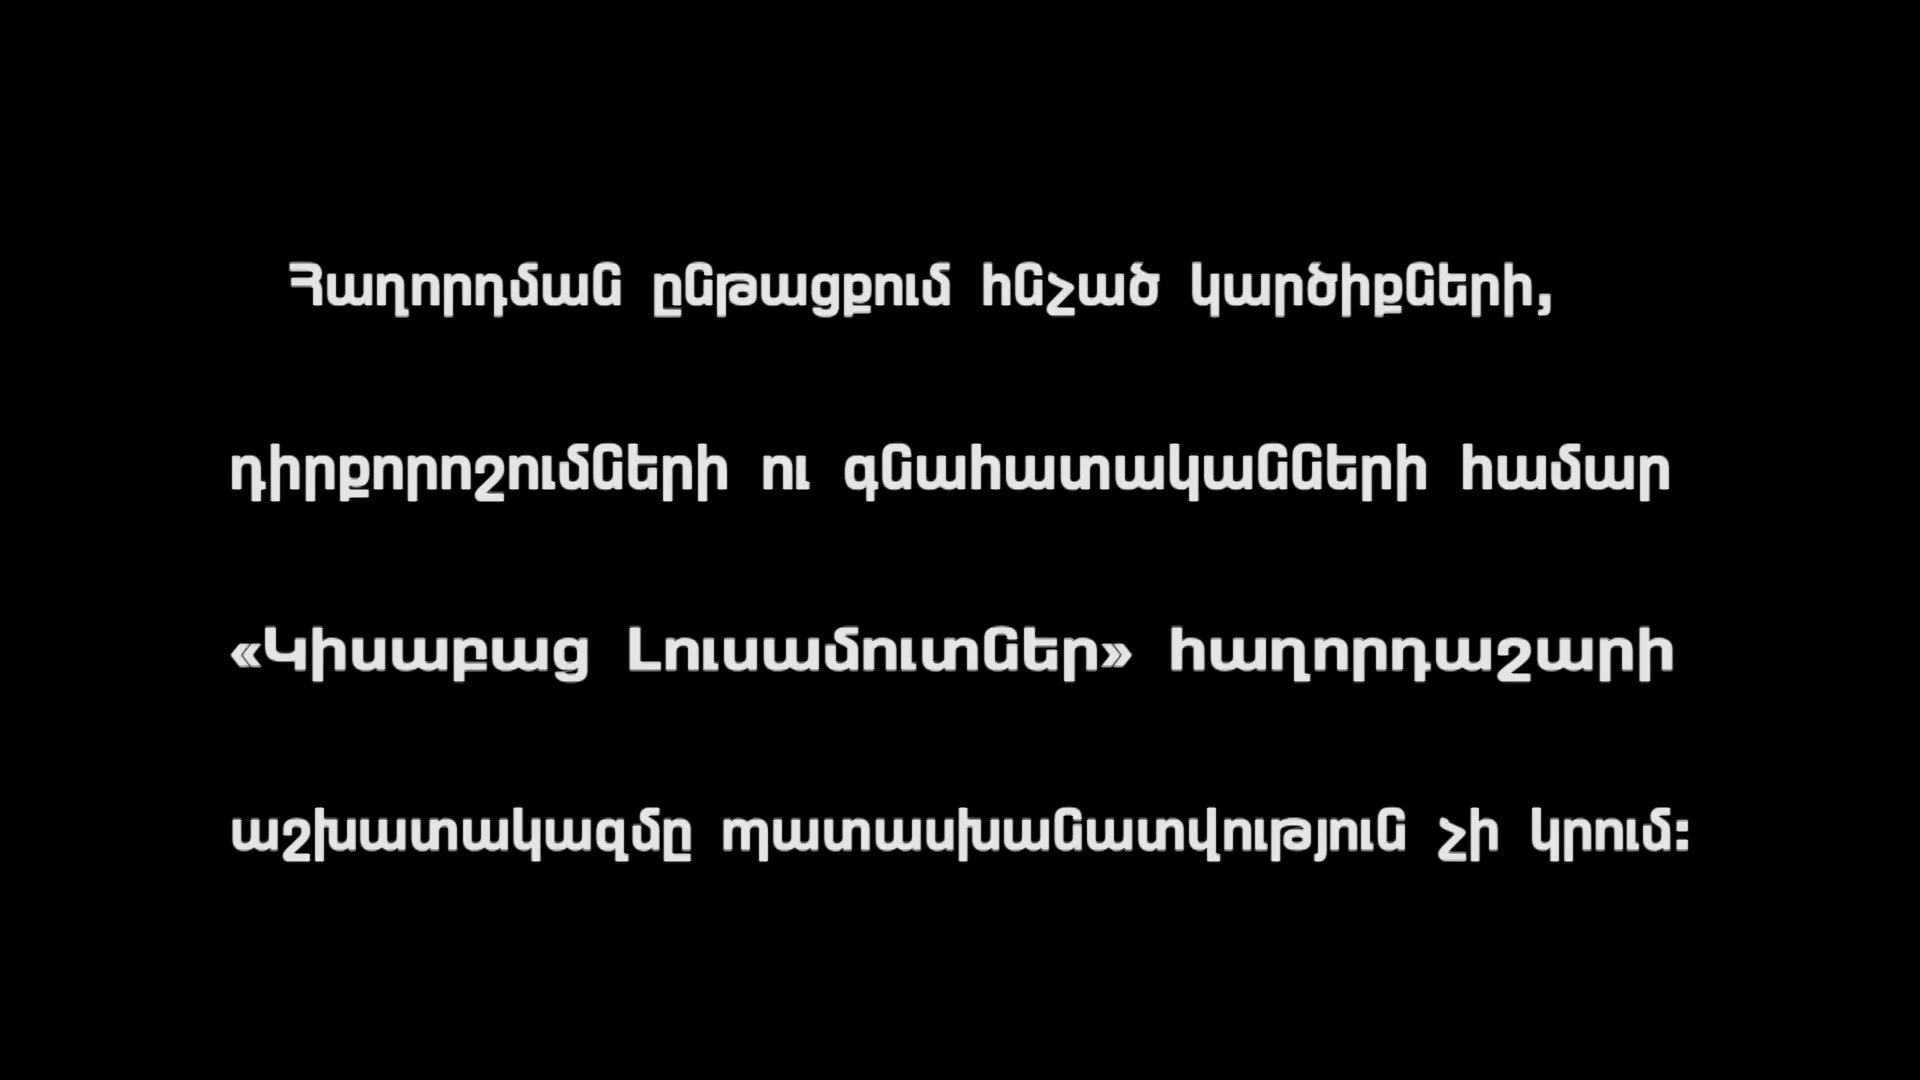 Հաղորդման ընթացքում հնչած կարծիքների,
դիրքորոշումների ու գնահատականների համար
«Կիսաբաց Լուսամուտներ» հաղորդաշարի
աշխատակազմը պատասխանատվություն չի կրում: